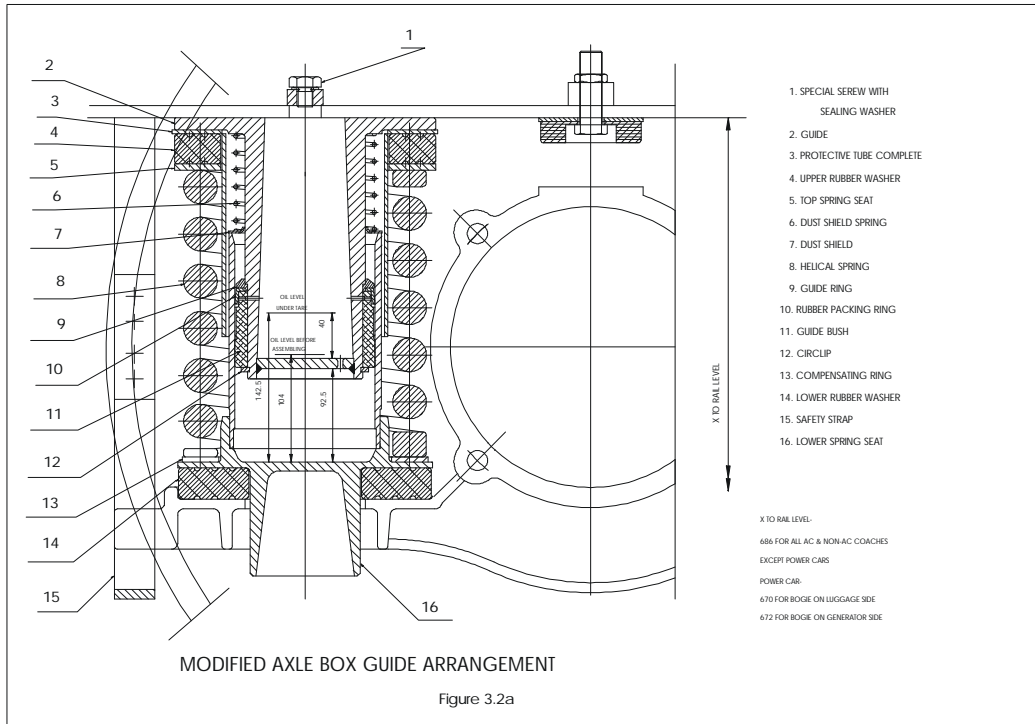 1
2
3
4
5
6
7
8
9
10
11
12
13
14
15
16
OIL LEVEL
UNDER TARE
40
OIL LEVEL BEFORE
ASSEMBLING
142.5
104
92.5
X TO RAIL LEVEL
1. SPECIAL SEREW WITH
SEALING WASHER
2. GUIDE
3. PROTECTIVE TUBE COMPLETE
4. UPPER RUBBER WASHER
5. TOP SPRING SEAT
6. DUST SHIELD SPRING
7. DUST SHIELD
8. HELICAL SPRING
9. GUIDE RING
10. RUBBER PACKING RING
11. GUIDE BUSH
12. CIRCLIP
13. COMPENSATING RING
14. LOWER RUBBER WASHER
15. SAFETY STRAP
16. LOWER SPRING SEAT
X TO RAIL LEVEL-
686 FOR ALL AC & NON-AC COACHES
EXCEPT POWER CARS
POWER CAR-
670 FOR BOGIE ON LUGGAGE SIDE
672 FOR BOGIE ON GENERATOR SIDE
MODIFIED AXLE BOX GUIDE ARRANGEMENT
Figure 3.2a